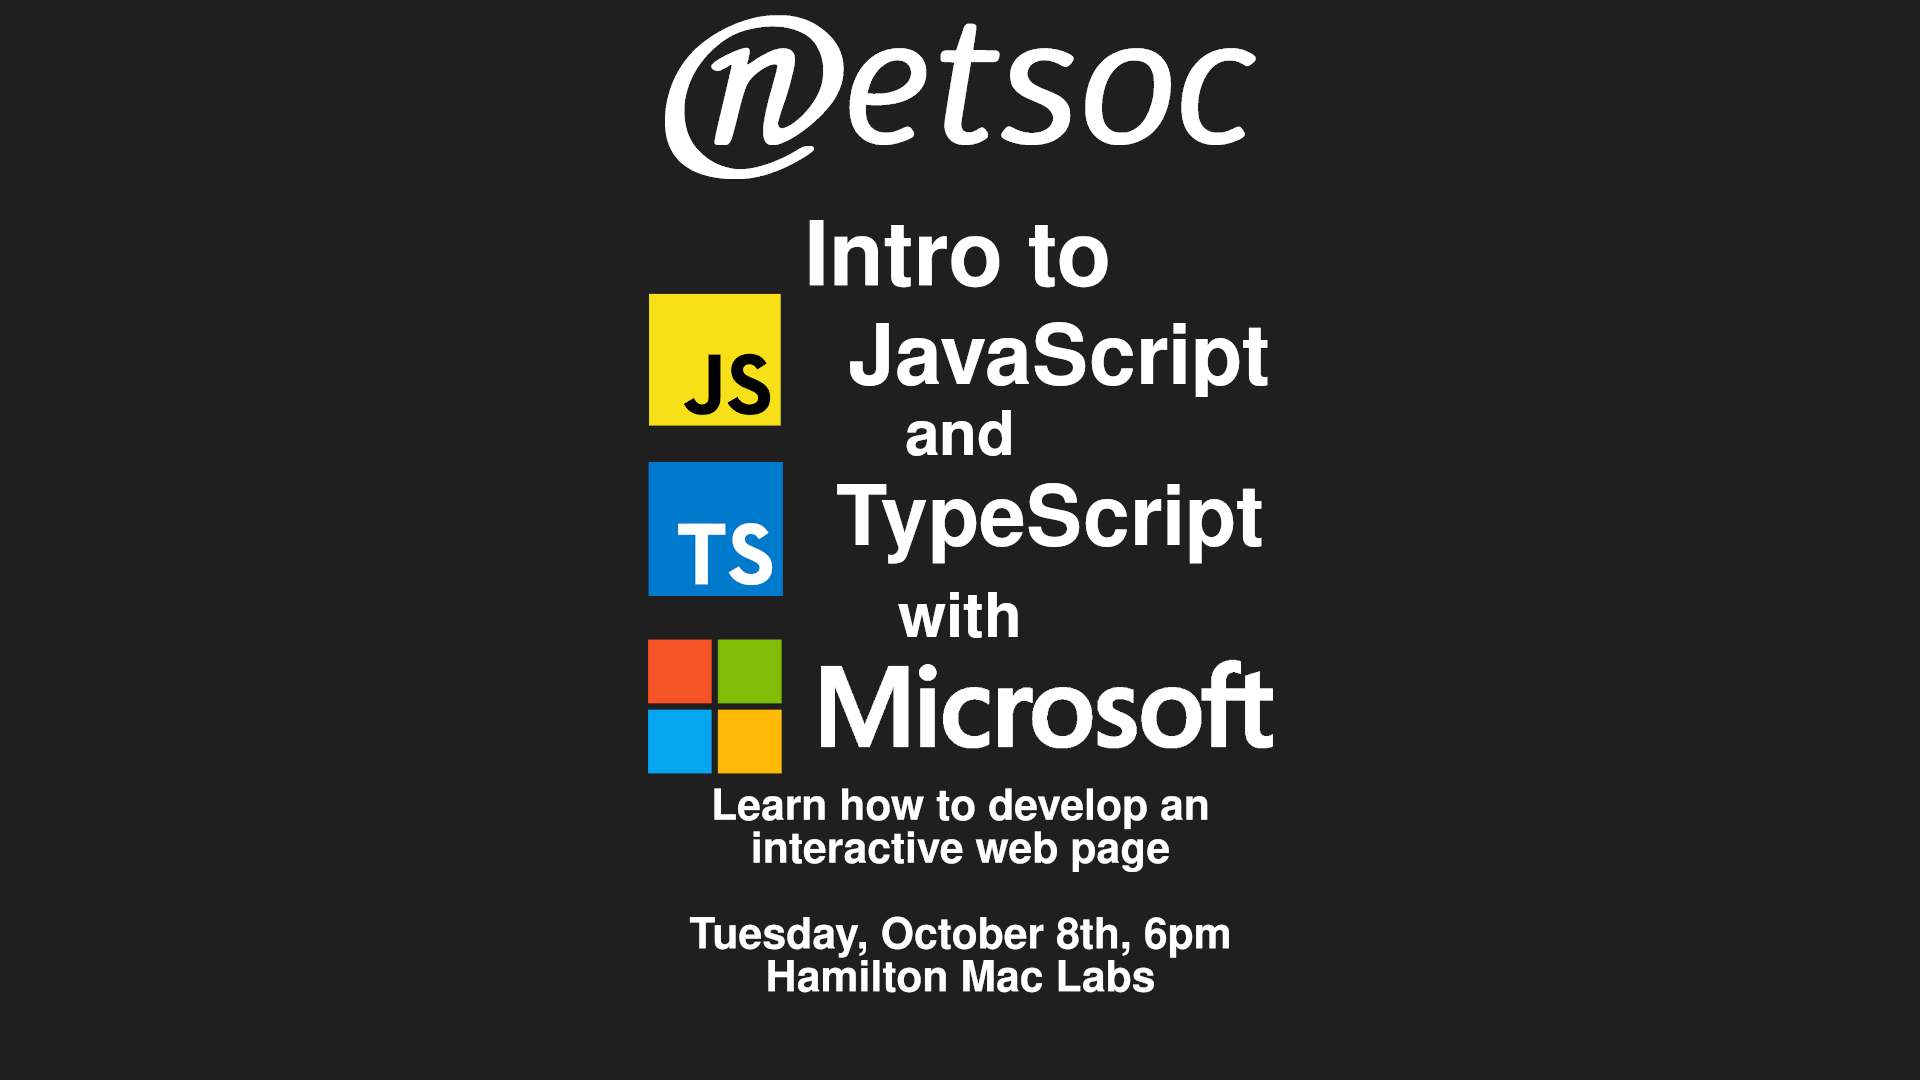 netsoc
Intro to
JS
JavaScript
and
TS
TypeScript
with
Microsoft
Learn how to develop an
interactive web page
Tuesday, October 8th, 6pm
Hamilton Mac Labs